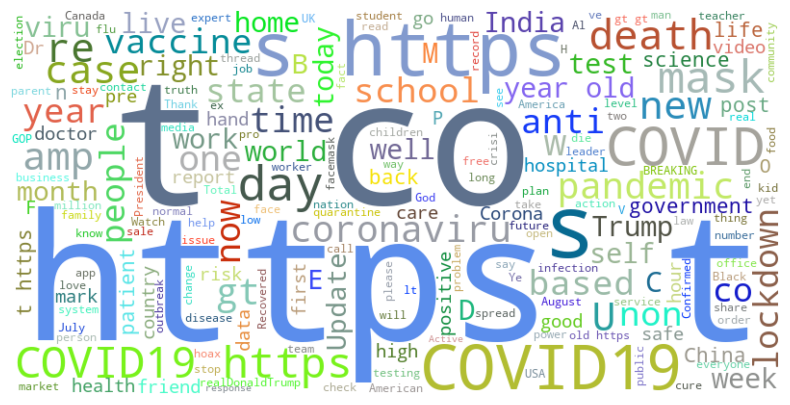 Canada
flu
viru
live
home
UK
expert
student
read
go
human
Al
ve
gt gt
man
teacher
election
Dr
re
vaccine
thread
s
https
India
death
life
record
H
video
community
case
right
job
fact
M
B
today
test
science
mask
parent
n
stay
contact
truth
pre
ex
state
school
see
America
year old
level
new
post
real
GOP
doctor
Thank
hand
time
pro
P
anti
two
year
media
t
co
work
children
well
W
die
leader
COVID
food
O
amp
one
world
crisi
way
free
hospital
BREAKING
business
report
worker
facemask
back
long
plan
pandemic
end
kid
month
million
President
Total
God
take
action
yet
people
F
family
Watch
normal
help
quarantine
nation
care
Corona
future
V
government
law
thing
know
sale
now
low
face
coronaviru
open
s
Trump
number
t https
issue
call
say
self
office
app
love
mark
patient
country
change
risk
E
please
problem
infection
Ye
based
C
hour
Black
lockdown
system
outbreak
gt
first
Update
lt
positive
D
spread
August
U
non
co
share
order
July
person
disease
data
Recovered
will
good
service
Confirmed
COVID19
hoax
https
team
high
Active
COVID19
power
old https
safe
public
China
everyone
market
health
stop
friend
realDonaldTrump
response
check
testing
American
USA
cure
week
https
t